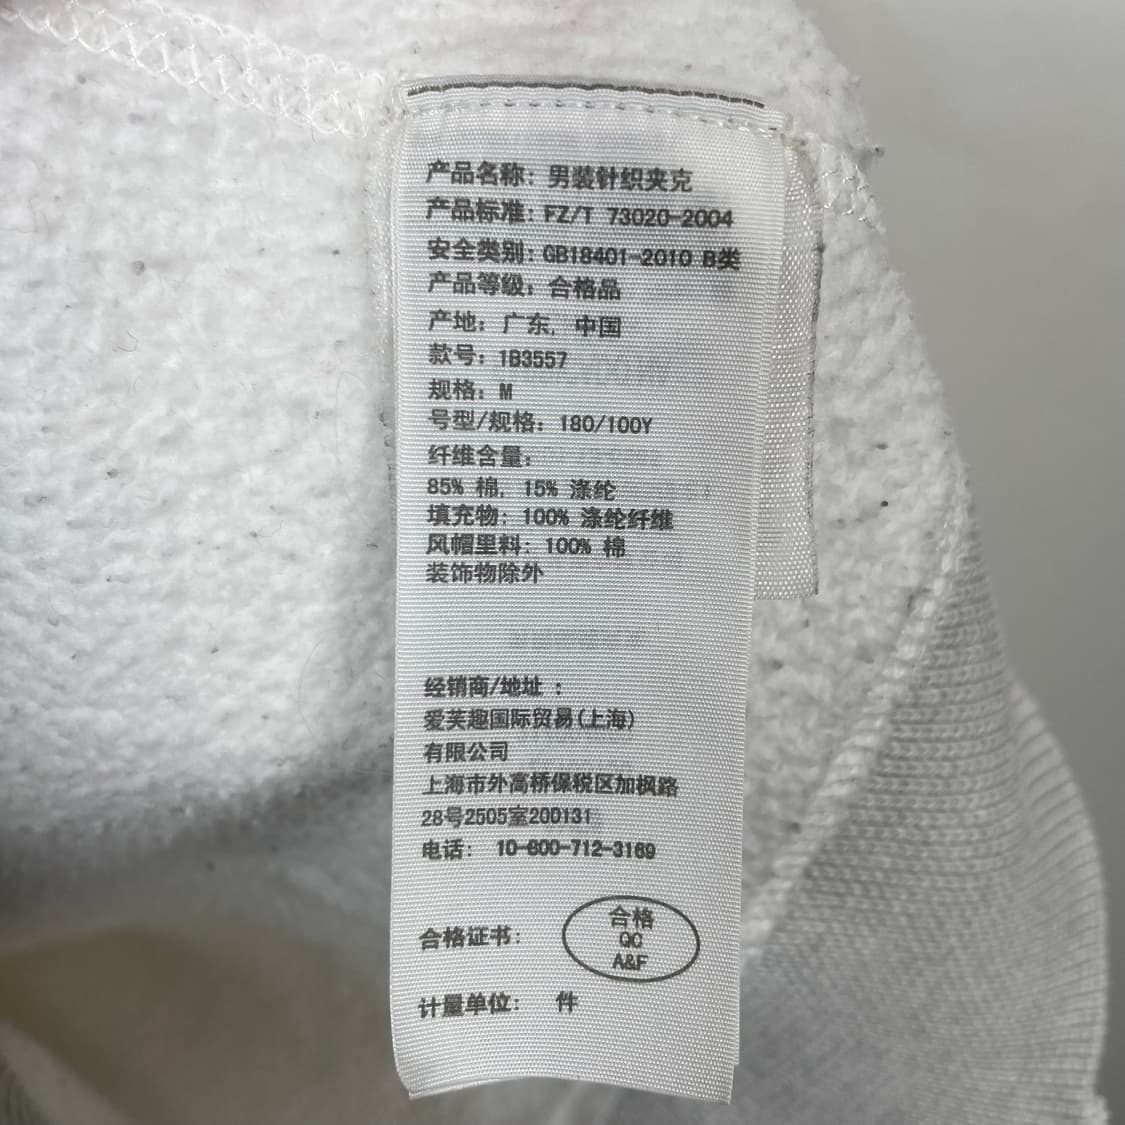 产品名称：男装针织夹克
产品标准：FZ/T 73020-2004
安全类别：GB18401-2010 B类
产品等级：合格品
产地：广东, 中国
款号：1B3557
规格：M
号型/规格：180/100Y
纤维含量：
85% 棉, 15% 涤纶
填充物：100% 涤纶纤维
风帽里料：100% 棉
装饰物除外
经销商/地址 ：
爱芙趣国际贸易(上海)
有限公司
上海市外高桥保税区加枫路
28号2505室200131
电话： 10-800-712-3169
合格证书：
合格
QC
A&F
计量单位： 件